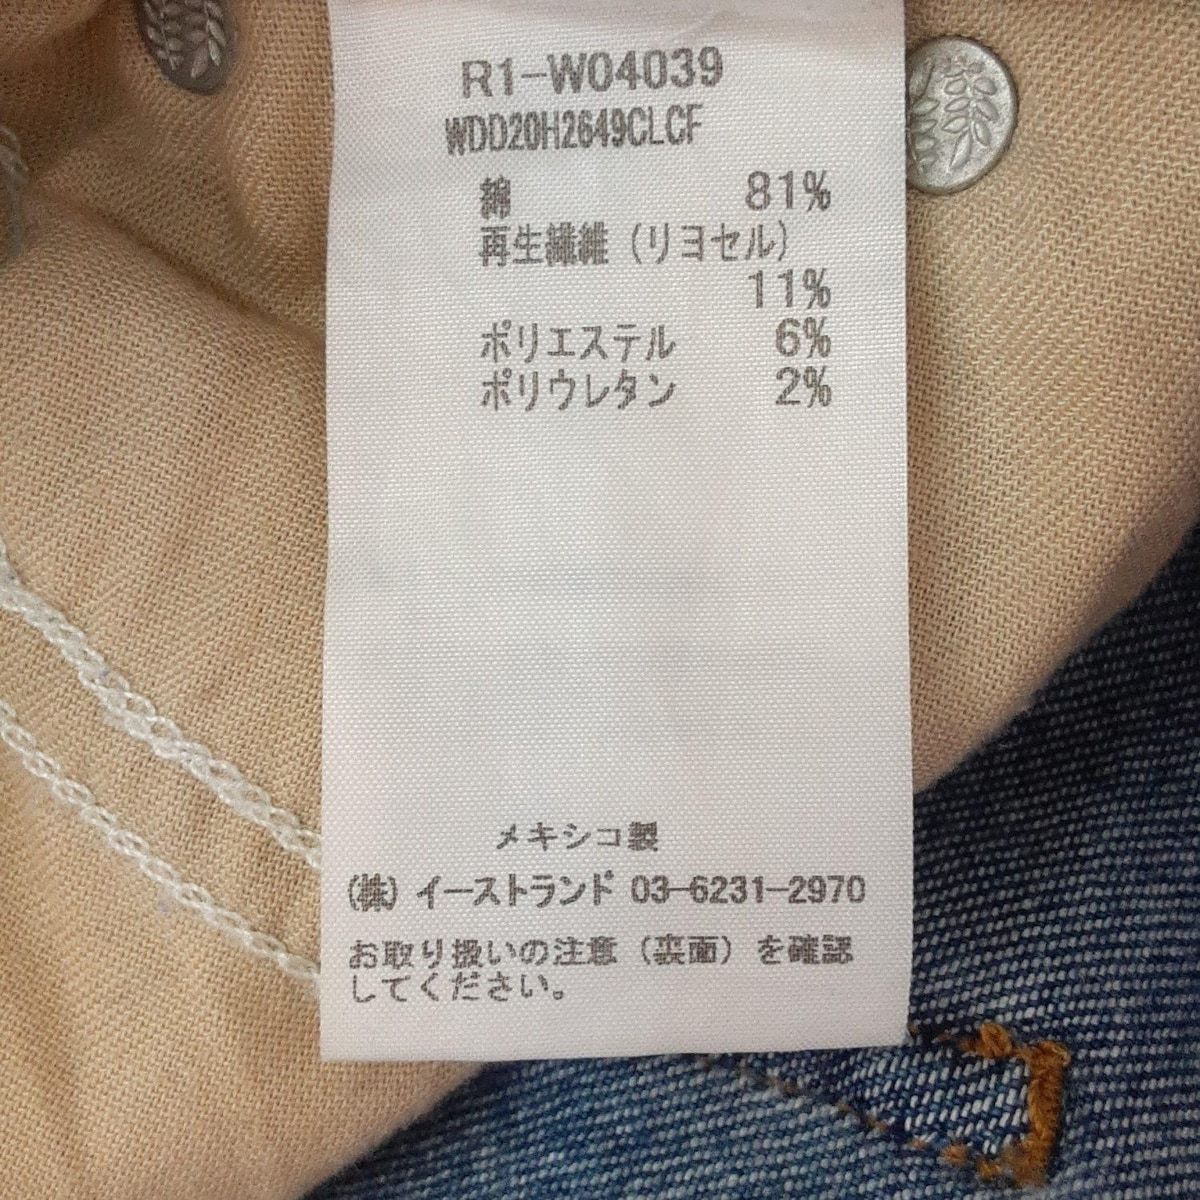 R1-W04039
WDD20H2649CLCF
綿 81%
再生繊維(リヨセル)
11%
ポリエステル 6%
ポリウレタン 2%
メキシコ製
(株)イーストランド 03-6231-2970
お取り扱いの注意(裏面)を確認
してください。